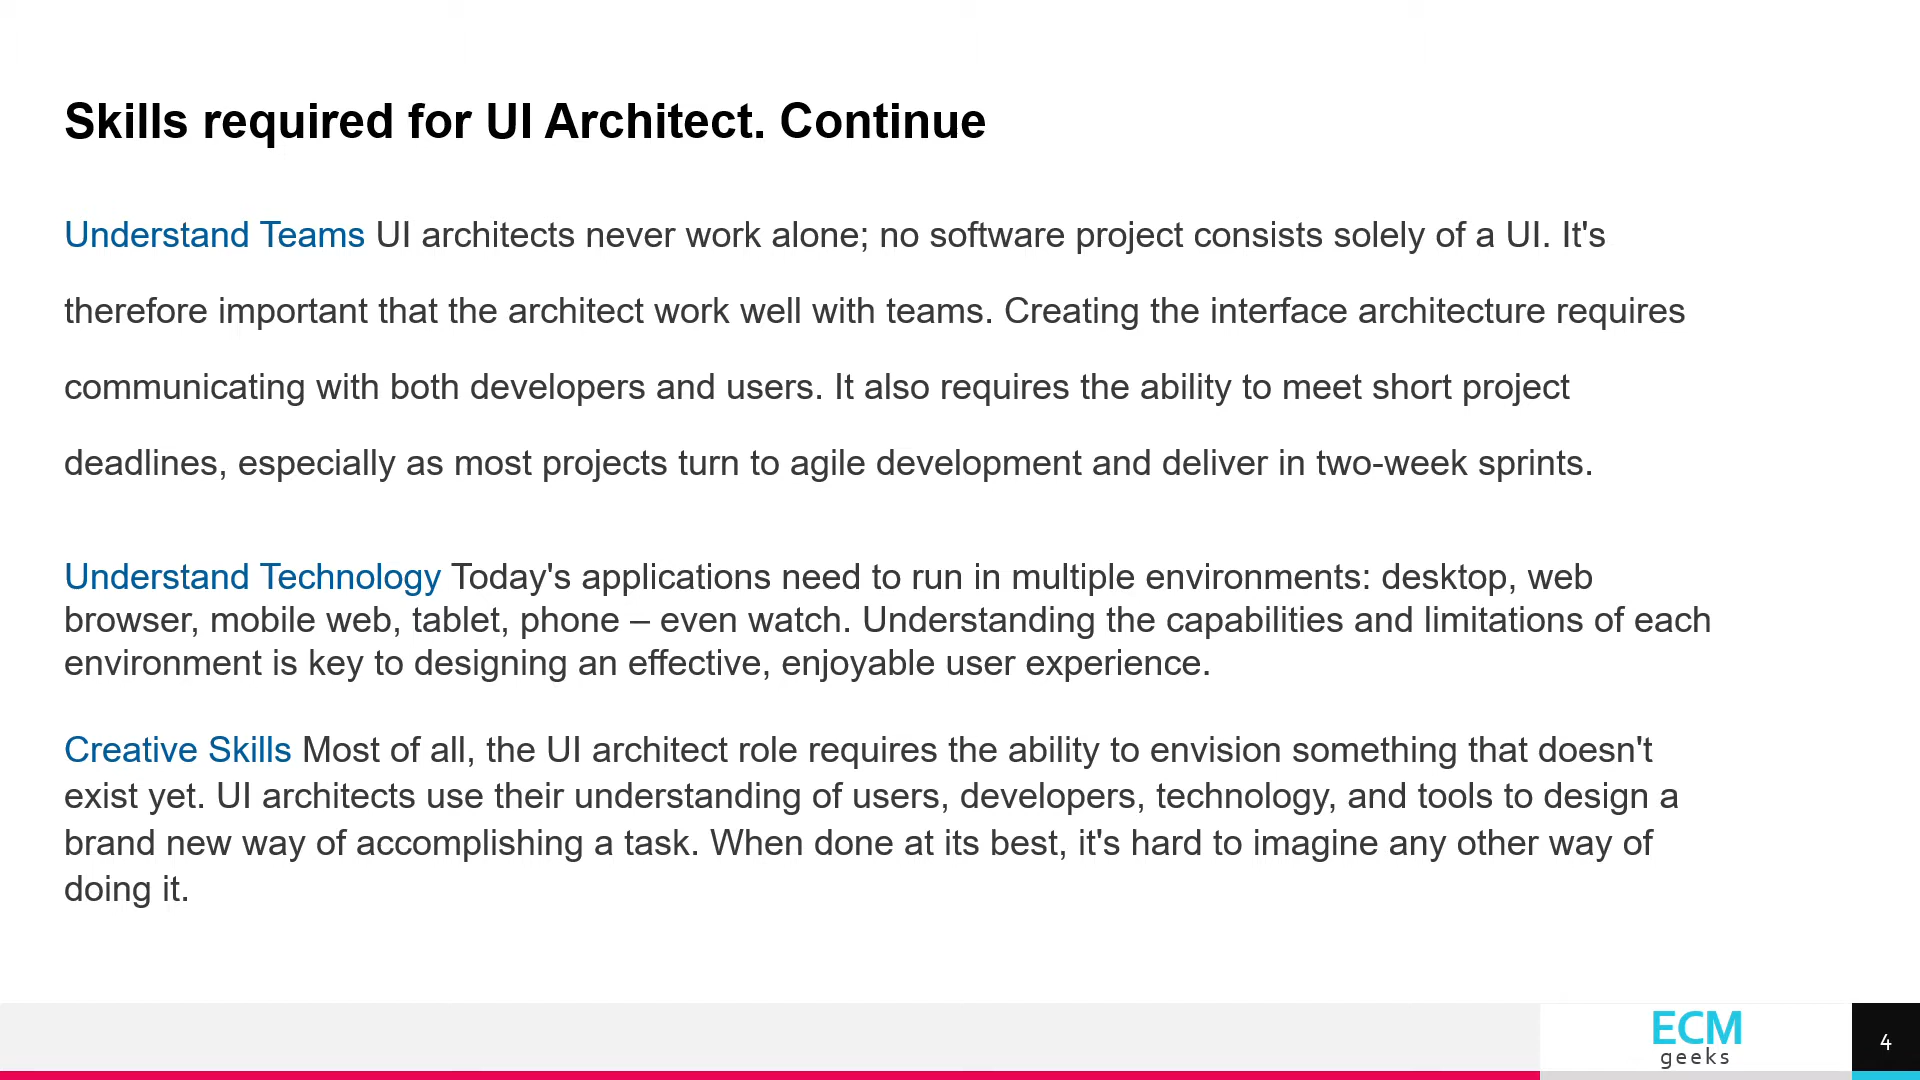 Skills required for UI Architect. Continue
Understand Teams UI architects never work alone; no software project consists solely of a UI. It's
therefore important that the architect work well with teams. Creating the interface architecture requires
communicating with both developers and users. It also requires the ability to meet short project
deadlines, especially as most projects turn to agile development and deliver in two-week sprints.
Understand Technology Today's applications need to run in multiple environments: desktop, web
browser, mobile web, tablet, phone – even watch. Understanding the capabilities and limitations of each
environment is key to designing an effective, enjoyable user experience.
Creative Skills Most of all, the UI architect role requires the ability to envision something that doesn't
exist yet. UI architects use their understanding of users, developers, technology, and tools to design a
brand new way of accomplishing a task. When done at its best, it's hard to imagine any other way of
doing it.
ECM
geeks
4